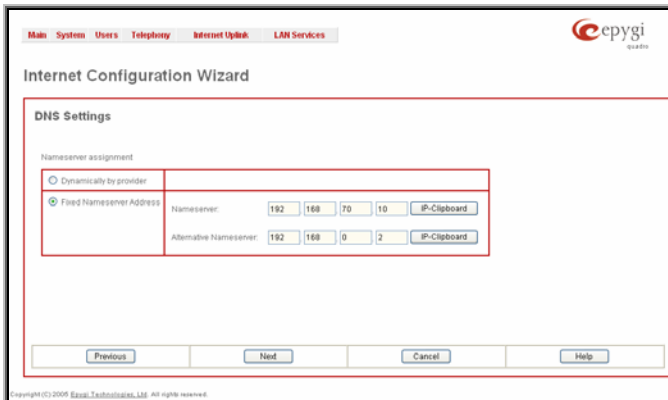 Main System Users Telephony Internet Uplink LAN Services
epygi
quadro
Internet Configuration Wizard
DNS Settings
Nameserver assignment
Dynamically by provider
Fixed Nameserver Address Nameserver: 192 168 70 10 IP-Clipboard
Alternative Nameserver: 192 168 0 2 IP-Clipboard
Previous Next Cancel Help
Copyright (C) 2005 Epygi Technologies, Ltd. All rights reserved.